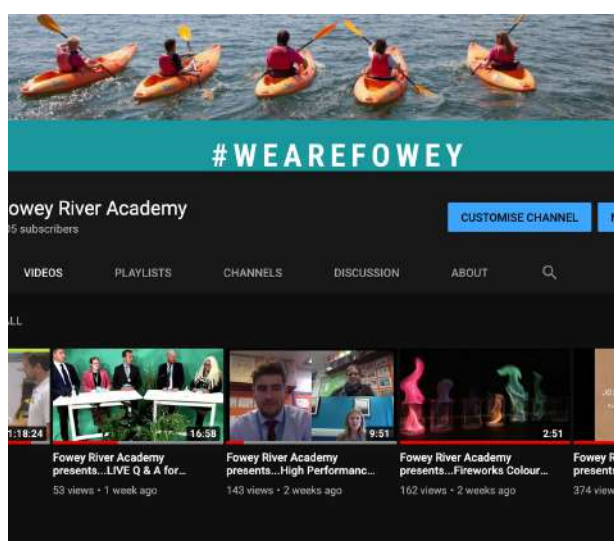 #WEAREFOWEY
owey River Academy
05 subscribers
CUSTOMISE CHANNEL
VIDEOS PLAYLISTS CHANNELS DISCUSSION ABOUT
ALL
1:18:24
16:58
9:51
2:51
Fowey River Academy
presents...LIVE Q & A for...
53 views • 1 week ago
Fowey River Academy
presents...High Performanc...
143 views • 2 weeks ago
Fowey River Academy
presents...Fireworks Colour...
162 views • 2 weeks ago
Fowey R
present
374 view